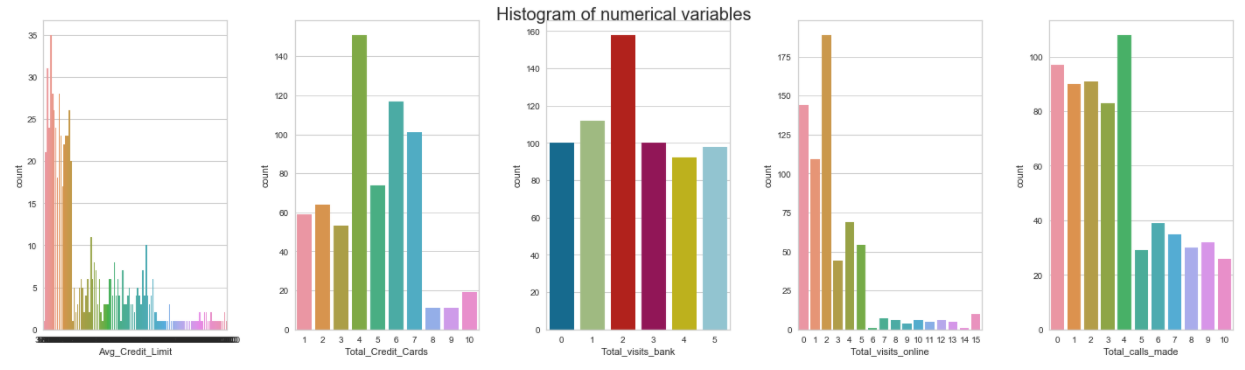 Histogram of numerical variables
35
30
25
20
15
10
5
0
count
Avg_Credit_Limit
140
120
100
80
60
40
20
0
count
1 2 3 4 5 6 7 8 9 10
Total_Credit_Cards
160
140
120
100
80
60
40
20
0
count
0 1 2 3 4 5
Total_visits_bank
175
150
125
100
75
50
25
0
count
0 1 2 3 4 5 6 7 8 9 10 11 12 13 14 15
Total_visits_online
100
80
60
40
20
0
count
0 1 2 3 4 5 6 7 8 9 10
Total_calls_made